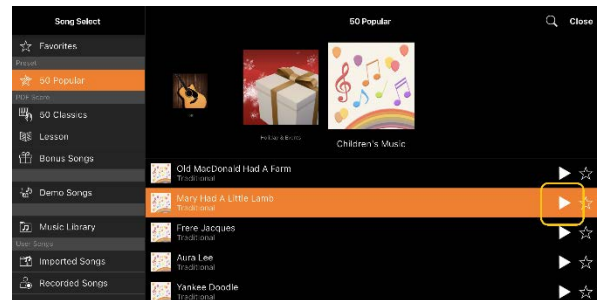 Song Select
50 Popular
Close
Favorites
Preset
50 Popular
PDF Score
50 Classics
Lesson
Bonus Songs
Demo Songs
Music Library
User Songs
Imported Songs
Recorded Songs
Holiday & Events
Children's Music
Old MacDonald Had A Farm
Traditional
Mary Had A Little Lamb
Traditional
Frere Jacques
Traditional
Aura Lee
Traditional
Yankee Doodle
Traditional